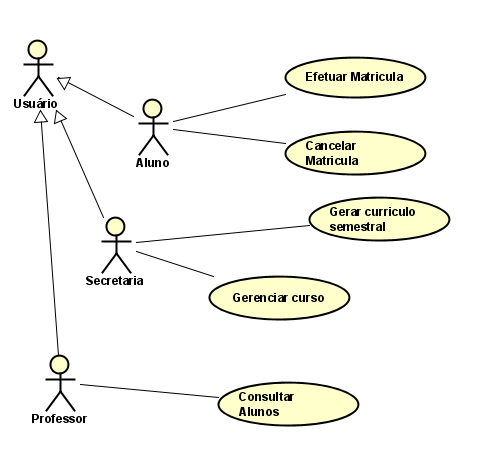 Usuário
Efetuar Matricula
Aluno
Cancelar
Matricula
Gerar curriculo
semestral
Secretaria
Gerenciar curso
Professor
Consultar
Alunos